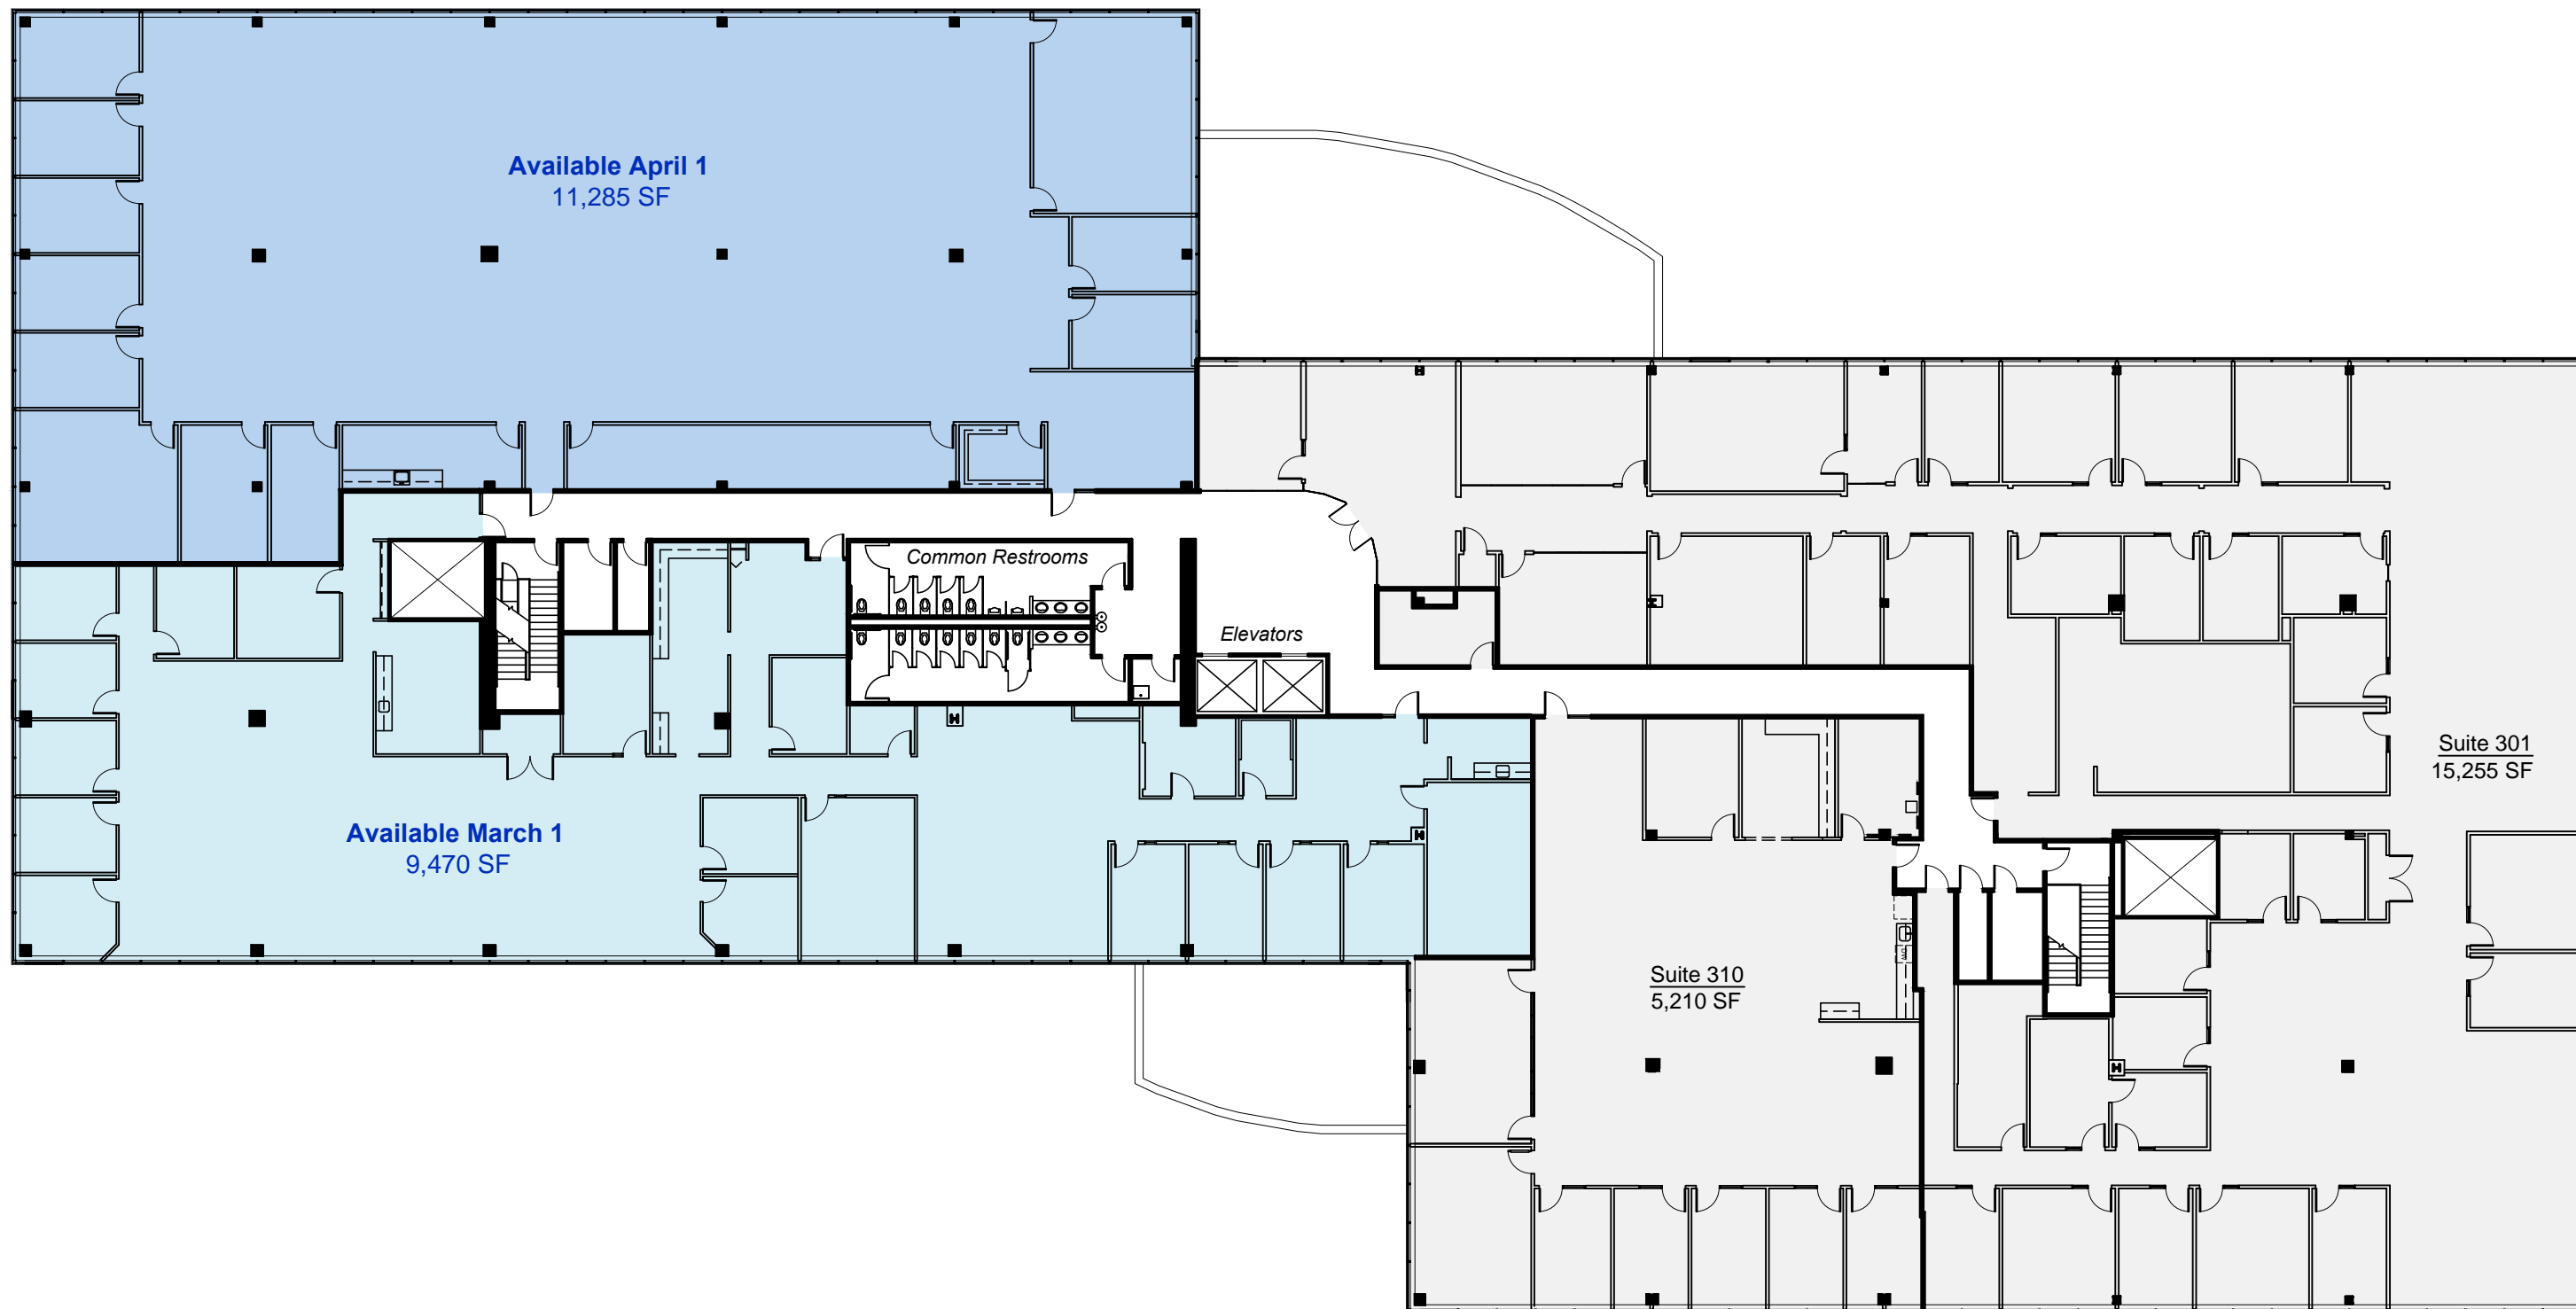 Available April 1
11,285 SF
Common Restrooms
Elevators
Suite 301
15,255 SF
Available March 1
9,470 SF
Suite 310
5,210 SF